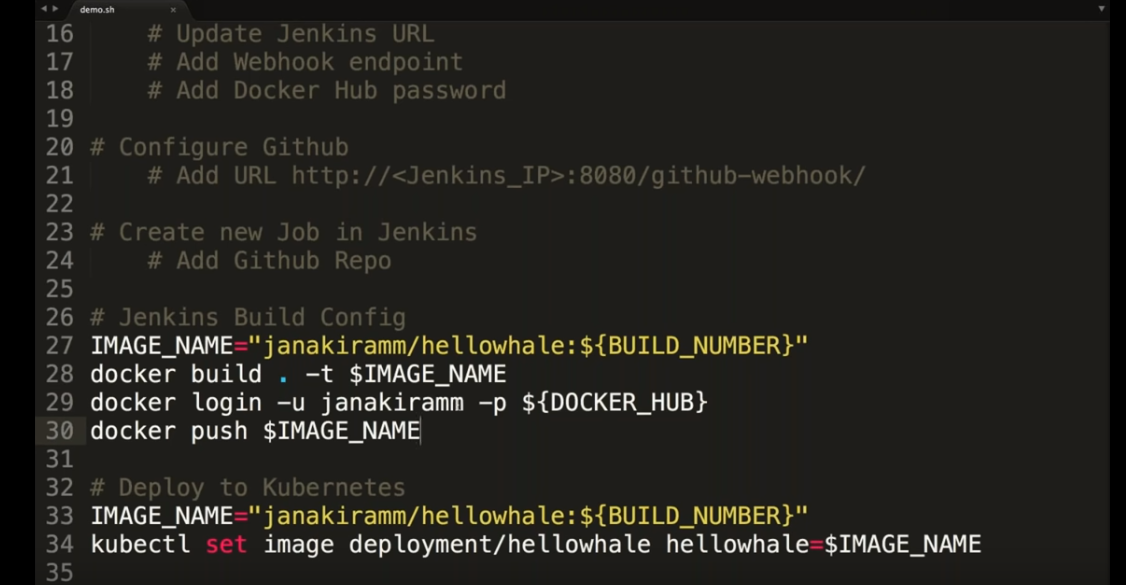 demo.sh
16 # Update Jenkins URL
17 # Add Webhook endpoint
18 # Add Docker Hub password
19
20 # Configure Github
21 # Add URL http://<Jenkins_IP>:8080/github-webhook/
22
23 # Create new Job in Jenkins
24 # Add Github Repo
25
26 # Jenkins Build Config
27 IMAGE_NAME="janakiramm/hellowhale:${BUILD_NUMBER}"
28 docker build . -t $IMAGE_NAME
29 docker login -u janakiramm -p ${DOCKER_HUB}
30 docker push $IMAGE_NAME
31
32 # Deploy to Kubernetes
33 IMAGE_NAME="janakiramm/hellowhale:${BUILD_NUMBER}"
34 kubectl set image deployment/hellowhale hellowhale=$IMAGE_NAME
35